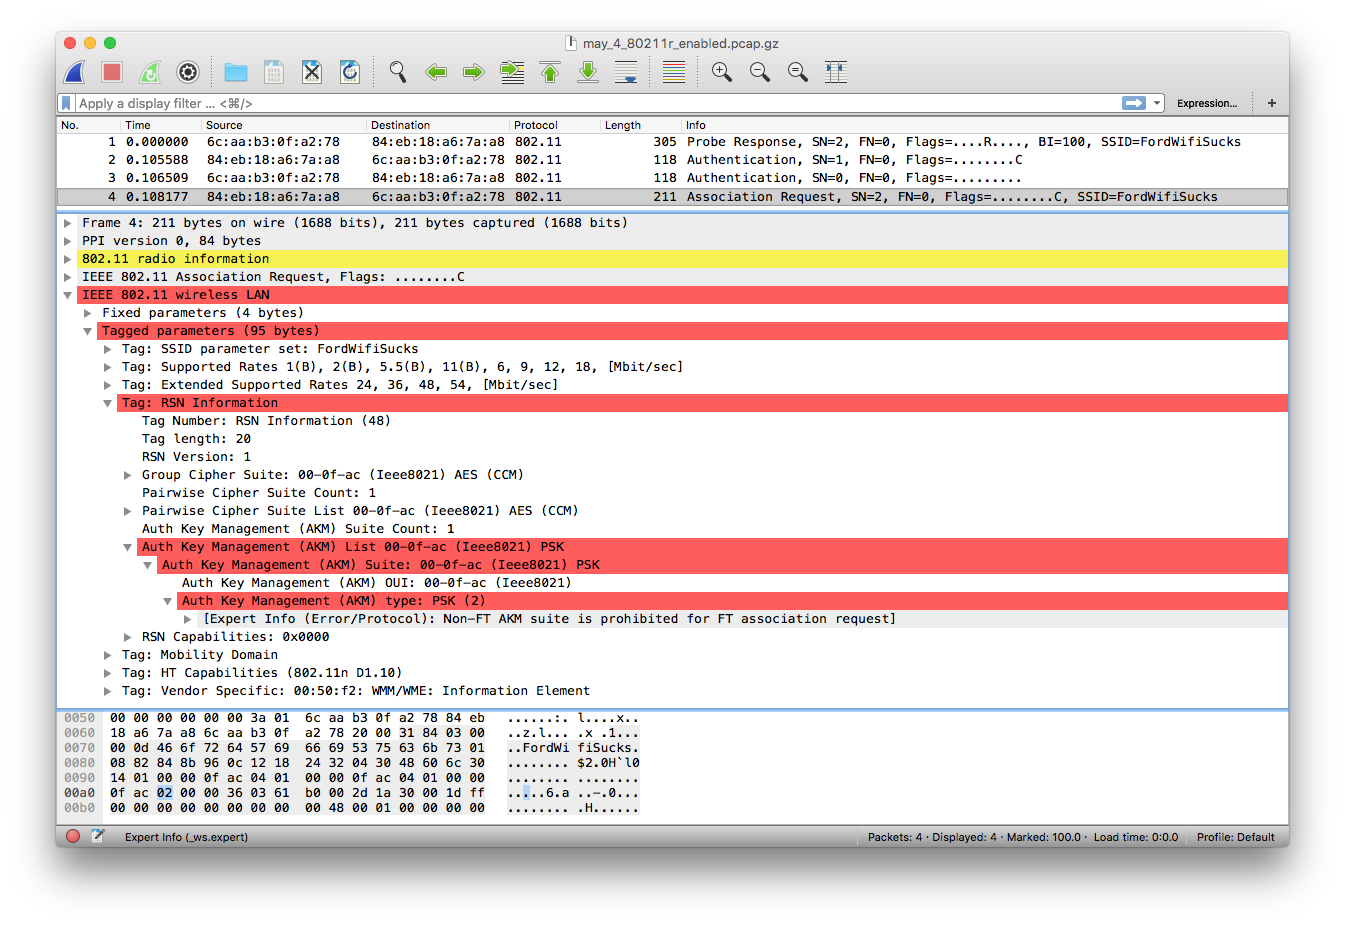 may_4_80211r_enabled.pcap.gz
Apply a display filter ... <⌘/>
Expression... +
No. Time Source Destination Protocol Length Info
1 0.000000 6c:aa:b3:0f:a2:78 84:eb:18:a6:7a:a8 802.11 305 Probe Response, SN=2, FN=0, Flags=....R...., BI=100, SSID=FordWifiSucks
2 0.105588 84:eb:18:a6:7a:a8 6c:aa:b3:0f:a2:78 802.11 118 Authentication, SN=1, FN=0, Flags=........C
3 0.106509 6c:aa:b3:0f:a2:78 84:eb:18:a6:7a:a8 802.11 118 Authentication, SN=0, FN=0, Flags=.........
4 0.108177 84:eb:18:a6:7a:a8 6c:aa:b3:0f:a2:78 802.11 211 Association Request, SN=2, FN=0, Flags=........C, SSID=FordWifiSucks
Frame 4: 211 bytes on wire (1688 bits), 211 bytes captured (1688 bits)
PPI version 0, 84 bytes
802.11 radio information
IEEE 802.11 Association Request, Flags: ........C
IEEE 802.11 wireless LAN
Fixed parameters (4 bytes)
Tagged parameters (95 bytes)
Tag: SSID parameter set: FordWifiSucks
Tag: Supported Rates 1(B), 2(B), 5.5(B), 11(B), 6, 9, 12, 18, [Mbit/sec]
Tag: Extended Supported Rates 24, 36, 48, 54, [Mbit/sec]
Tag: RSN Information
Tag Number: RSN Information (48)
Tag length: 20
RSN Version: 1
Group Cipher Suite: 00-0f-ac (Ieee8021) AES (CCM)
Pairwise Cipher Suite Count: 1
Pairwise Cipher Suite List 00-0f-ac (Ieee8021) AES (CCM)
Auth Key Management (AKM) Suite Count: 1
Auth Key Management (AKM) List 00-0f-ac (Ieee8021) PSK
Auth Key Management (AKM) Suite: 00-0f-ac (Ieee8021) PSK
Auth Key Management (AKM) OUI: 00-0f-ac (Ieee8021)
Auth Key Management (AKM) type: PSK (2)
[Expert Info (Error/Protocol): Non-FT AKM suite is prohibited for FT association request]
RSN Capabilities: 0x0000
Tag: Mobility Domain
Tag: HT Capabilities (802.11n D1.10)
Tag: Vendor Specific: 00:50:f2: WMM/WME: Information Element
0050 00 00 00 00 00 00 3a 01 6c aa b3 0f a2 78 84 eb ......:. l....x..
0060 18 a6 7a a8 6c aa b3 0f a2 78 20 00 31 84 03 00 ..z.l... .x .1...
0070 00 0d 46 6f 72 64 57 69 66 69 53 75 63 6b 73 01 ..FordWi fiSucks.
0080 08 82 84 8b 96 0c 12 18 24 32 04 30 48 60 6c 30 ........ $2.0H`l0
0090 14 01 00 00 0f ac 04 01 00 00 0f ac 04 01 00 00 ........ ........
00a0 0f ac 02 00 00 36 03 61 b0 00 2d 1a 30 00 1d ff .....6.a ..-.0...
00b0 00 00 00 00 00 00 00 00 00 48 00 01 00 00 00 00 ........ .H......
Expert Info (_ws.expert) Packets: 4 · Displayed: 4 · Marked: 100.0 · Load time: 0:0.0 Profile: Default